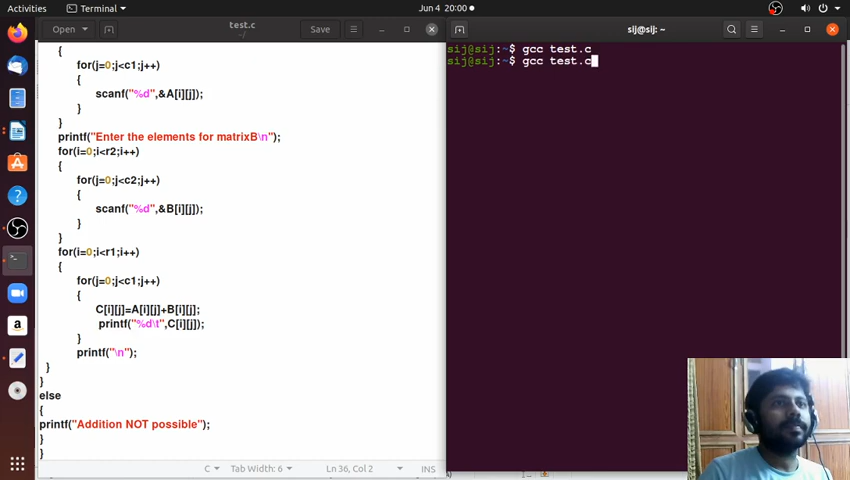 Activities
Terminal
Jun 4 20:00
Open
test.c
~/
Save
sij@sij: ~
{
for(j=0;j<c1;j++)
{
scanf("%d",&A[i][j]);
}
}
printf("Enter the elements for matrixB\n");
for(i=0;i<r2;i++)
{
for(j=0;j<c2;j++)
{
scanf("%d",&B[i][j]);
}
}
for(i=0;i<r1;i++)
{
for(j=0;j<c1;j++)
{
C[i][j]=A[i][j]+B[i][j];
printf("%d\t",C[i][j]);
}
printf("\n");
}
}
else
{
printf("Addition NOT possible");
}
}
C
Tab Width: 6
Ln 36, Col 2
INS
sij@sij:~$ gcc test.c
sij@sij:~$ gcc test.c